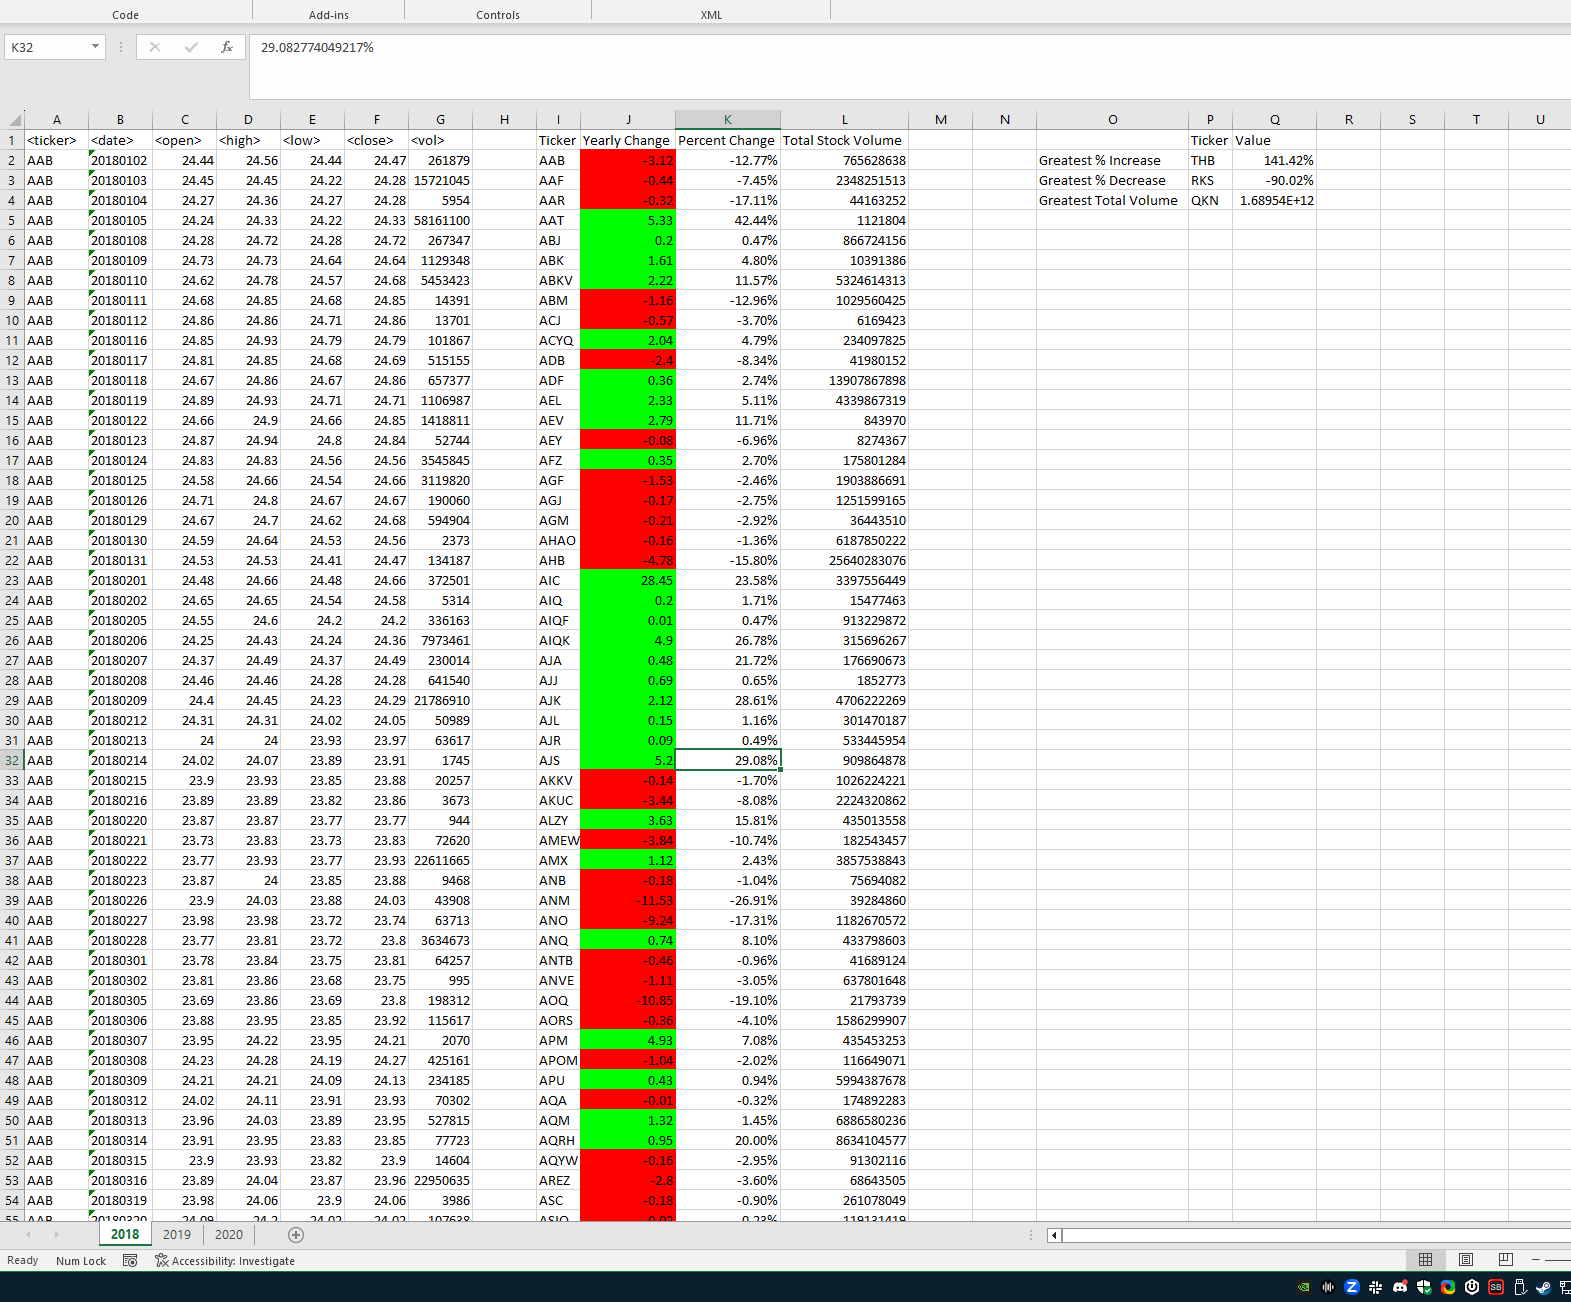 Code Add-ins Controls XML
K32 fx 29.082774049217%
A B C D E F G H I J K L M N O P Q R S T U
1 <ticker> <date> <open> <high> <low> <close> <vol> Ticker Yearly Change Percent Change Total Stock Volume Ticker Value
2 AAB 20180102 24.44 24.56 24.44 24.47 261879 AAB -3.12 -12.77% 765628638 Greatest % Increase THB 141.42%
3 AAB 20180103 24.45 24.45 24.22 24.28 15721045 AAF -0.44 -7.45% 2348251513 Greatest % Decrease RKS -90.02%
4 AAB 20180104 24.27 24.36 24.27 24.28 5954 AAR -0.32 -17.11% 44163252 Greatest Total Volume QKN 1.68954E+12
5 AAB 20180105 24.24 24.33 24.22 24.33 58161100 AAT 5.33 42.44% 1121804
6 AAB 20180108 24.28 24.72 24.28 24.72 267347 ABJ 0.2 0.47% 866724156
7 AAB 20180109 24.73 24.73 24.64 24.64 1129348 ABK 1.61 4.80% 10391386
8 AAB 20180110 24.62 24.78 24.57 24.68 5453423 ABKV 2.22 11.57% 5324614313
9 AAB 20180111 24.68 24.85 24.68 24.85 14391 ABM -1.16 -12.96% 1029560425
10 AAB 20180112 24.86 24.86 24.71 24.86 13701 ACJ -0.57 -3.70% 6169423
11 AAB 20180116 24.85 24.93 24.79 24.79 101867 ACYQ 2.04 4.79% 234097825
12 AAB 20180117 24.81 24.85 24.68 24.69 515155 ADB -2.4 -8.34% 41980152
13 AAB 20180118 24.67 24.86 24.67 24.86 657377 ADF 0.36 2.74% 13907867898
14 AAB 20180119 24.89 24.93 24.71 24.71 1106987 AEL 2.33 5.11% 4339867319
15 AAB 20180122 24.66 24.9 24.66 24.85 1418811 AEV 2.79 11.71% 843970
16 AAB 20180123 24.87 24.94 24.8 24.84 52744 AEY -0.08 -6.96% 8274367
17 AAB 20180124 24.83 24.83 24.56 24.56 3545845 AFZ 0.35 2.70% 175801284
18 AAB 20180125 24.58 24.66 24.54 24.66 3119820 AGF -1.53 -2.46% 1903886691
19 AAB 20180126 24.71 24.8 24.67 24.67 190060 AGJ -0.17 -2.75% 1251599165
20 AAB 20180129 24.67 24.7 24.62 24.68 594904 AGM -0.21 -2.92% 36443510
21 AAB 20180130 24.59 24.64 24.53 24.56 2373 AHAO -0.16 -1.36% 6187850222
22 AAB 20180131 24.53 24.53 24.41 24.47 134187 AHB -4.78 -15.80% 25640283076
23 AAB 20180201 24.48 24.66 24.48 24.66 372501 AIC 28.45 23.58% 3397556449
24 AAB 20180202 24.65 24.65 24.54 24.58 5314 AIQ 0.2 1.71% 15477463
25 AAB 20180205 24.55 24.6 24.2 24.2 336163 AIQF 0.01 0.47% 913229872
26 AAB 20180206 24.25 24.43 24.24 24.36 7973461 AIQK 4.9 26.78% 315696267
27 AAB 20180207 24.37 24.49 24.37 24.49 230014 AJA 0.48 21.72% 176690673
28 AAB 20180208 24.46 24.46 24.28 24.28 641540 AJJ 0.69 0.65% 1852773
29 AAB 20180209 24.4 24.45 24.23 24.29 21786910 AJK 2.12 28.61% 4706222269
30 AAB 20180212 24.31 24.31 24.02 24.05 50989 AJL 0.15 1.16% 301470187
31 AAB 20180213 24 24 23.93 23.97 63617 AJR 0.09 0.49% 533445954
32 AAB 20180214 24.02 24.07 23.89 23.91 1745 AJS 5.2 29.08% 909864878
33 AAB 20180215 23.9 23.93 23.85 23.88 20257 AKKV -0.14 -1.70% 1026224221
34 AAB 20180216 23.89 23.89 23.82 23.86 3673 AKUC -3.44 -8.08% 2224320862
35 AAB 20180220 23.87 23.87 23.77 23.77 944 ALZY 3.63 15.81% 435013558
36 AAB 20180221 23.73 23.83 23.73 23.83 72620 AMEW -3.84 -10.74% 182543457
37 AAB 20180222 23.77 23.93 23.77 23.93 22611665 AMX 1.12 2.43% 3857538843
38 AAB 20180223 23.87 24 23.85 23.88 9468 ANB -0.18 -1.04% 75694082
39 AAB 20180226 23.9 24.03 23.88 24.03 43908 ANM -11.53 -26.91% 39284860
40 AAB 20180227 23.98 23.98 23.72 23.74 63713 ANO -9.24 -17.31% 1182670572
41 AAB 20180228 23.77 23.81 23.72 23.8 3634673 ANQ 0.74 8.10% 433798603
42 AAB 20180301 23.78 23.84 23.75 23.81 64257 ANTB -0.46 -0.96% 41689124
43 AAB 20180302 23.81 23.86 23.68 23.75 995 ANVE -1.11 -3.05% 637801648
44 AAB 20180305 23.69 23.86 23.69 23.8 198312 AOQ -10.85 -19.10% 21793739
45 AAB 20180306 23.88 23.95 23.85 23.92 115617 AORS -0.36 -4.10% 1586299907
46 AAB 20180307 23.95 24.22 23.95 24.21 2070 APM 4.93 7.08% 435453253
47 AAB 20180308 24.23 24.28 24.19 24.27 425161 APOM -1.04 -2.02% 116649071
48 AAB 20180309 24.21 24.21 24.09 24.13 234185 APU 0.43 0.94% 5994387678
49 AAB 20180312 24.02 24.11 23.91 23.93 70302 AQA -0.01 -0.32% 174892283
50 AAB 20180313 23.96 24.03 23.89 23.95 527815 AQM 1.32 1.45% 6886580236
51 AAB 20180314 23.91 23.95 23.83 23.85 77723 AQRH 0.95 20.00% 8634104577
52 AAB 20180315 23.9 23.93 23.82 23.9 14604 AQYW -0.16 -2.95% 91302116
53 AAB 20180316 23.89 24.04 23.87 23.96 22950635 AREZ -2.8 -3.60% 68643505
54 AAB 20180319 23.98 24.06 23.9 24.06 3986 ASC -0.18 -0.90% 261078049
2018 2019 2020
Ready Num Lock Accessibility: Investigate